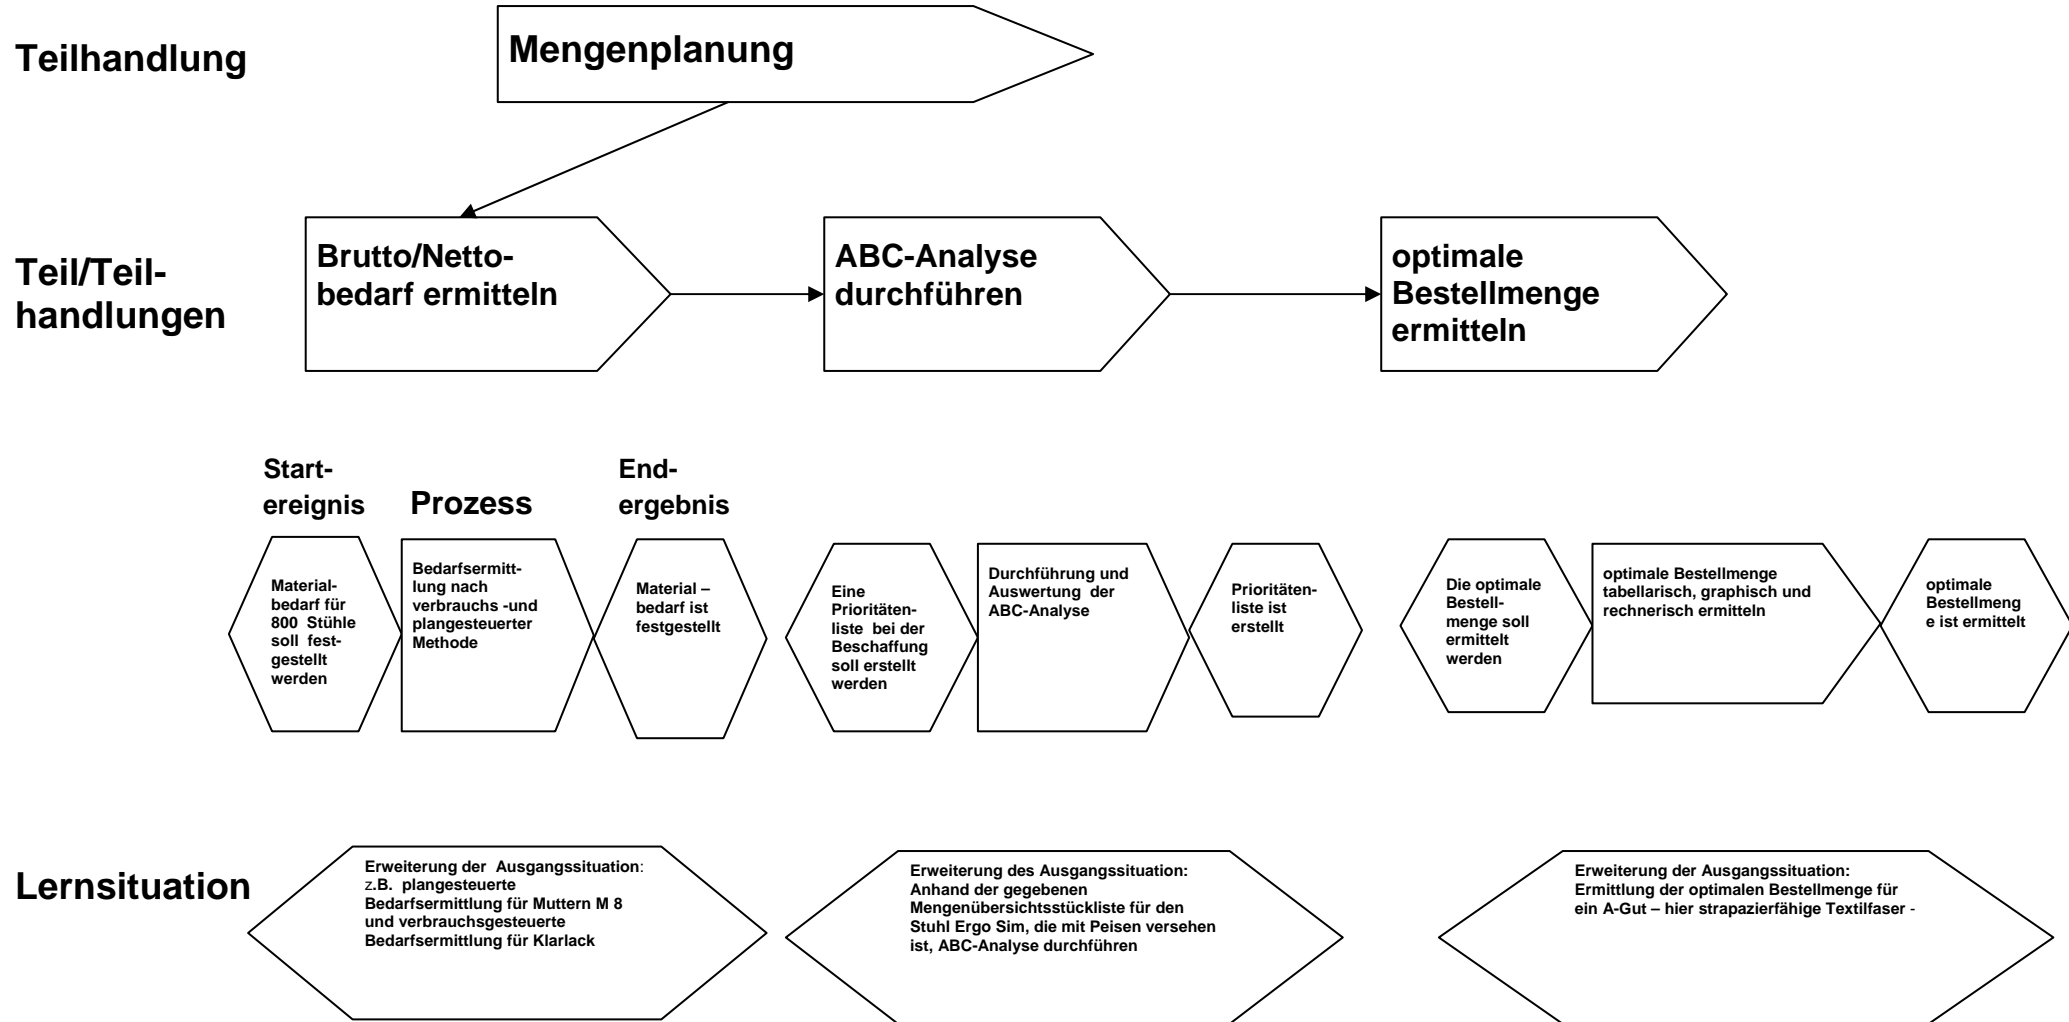 Teilhandlung
Mengenplanung
Teil/Teil-
handlungen
Brutto/Netto-
bedarf ermitteln
ABC-Analyse
durchführen
optimale
Bestellmenge
ermitteln
Start-
ereignis
Prozess
End-
ergebnis
Material-
bedarf für
800 Stühle
soll fest-
gestellt
werden
Bedarfsermitt-
lung nach
verbrauchs -und
plangesteuerter
Methode
Material –
bedarf ist
festgestellt
Eine
Prioritäten-
liste bei der
Beschaffung
soll erstellt
werden
Durchführung und
Auswertung der
ABC-Analyse
Prioritäten-
liste ist
erstellt
Die optimale
Bestell-
menge soll
ermittelt
werden
optimale Bestellmenge
tabellarisch, graphisch und
rechnerisch ermitteln
optimale
Bestellmeng
e ist ermittelt
Lernsituation
Erweiterung der Ausgangssituation:
z.B. plangesteuerte
Bedarfsermittlung für Muttern M 8
und verbrauchsgesteuerte
Bedarfsermittlung für Klarlack
Erweiterung des Ausgangssituation:
Anhand der gegebenen
Mengenübersichtsstückliste für den
Stuhl Ergo Sim, die mit Peisen versehen
ist, ABC-Analyse durchführen
Erweiterung der Ausgangssituation:
Ermittlung der optimalen Bestellmenge für
ein A-Gut – hier strapazierfähige Textilfaser -